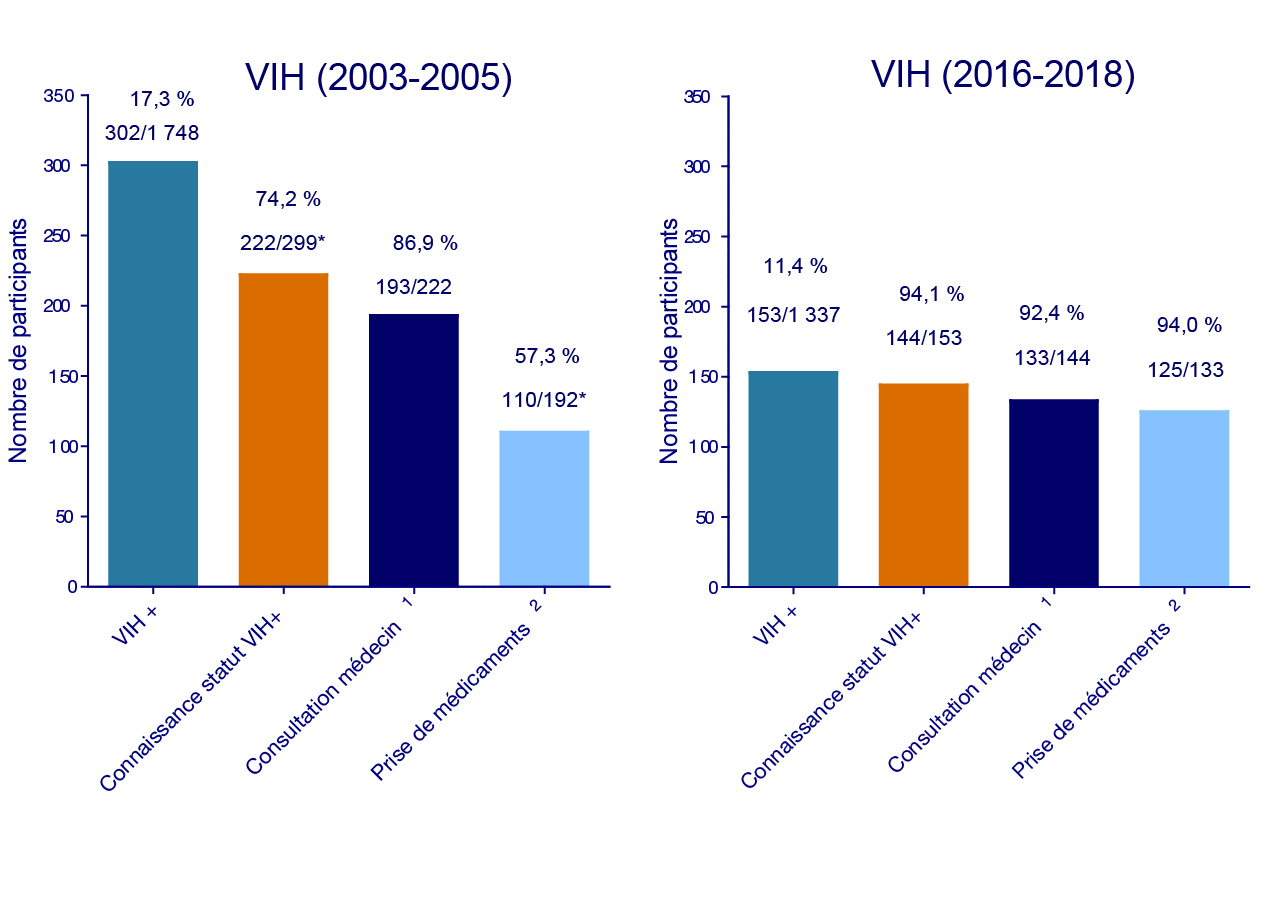 VIH (2003-2005)
Nombre de participants
350
300
250
200
150
100
50
0
17,3 %
302/1 748
74,2 %
222/299*
86,9 %
193/222
57,3 %
110/192*
VIH +
Connaissance statut VIH+
Consultation médecin 1
Prise de médicaments 2
VIH (2016-2018)
Nombre de participants
350
300
250
200
150
100
50
0
11,4 %
153/1 337
94,1 %
144/153
92,4 %
133/144
94,0 %
125/133
VIH +
Connaissance statut VIH+
Consultation médecin 1
Prise de médicaments 2